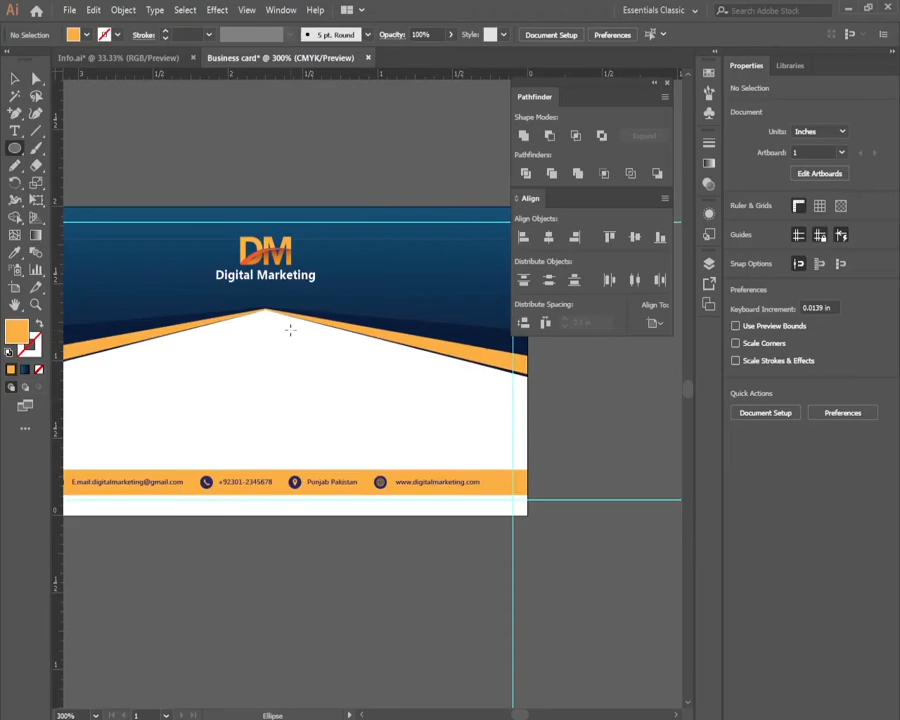 Ai File Edit Object Type Select Effect View Window Help Essentials Classic Search Adobe Stock
No Selection Stroke: 5 pt. Round Opacity: 100% Style: Document Setup Preferences
Info.ai* @ 33.33% (RGB/Preview) × Business card* @ 300% (CMYK/Preview) ×
Properties Libraries
No Selection
Document
Units: Inches
Artboard: 1
Edit Artboards
Ruler & Grids
Guides
Snap Options
Preferences
Keyboard Increment: 0.0139 in
Use Preview Bounds
Scale Corners
Scale Strokes & Effects
Quick Actions
Document Setup Preferences
Pathfinder
Shape Modes:
Expand
Pathfinders:
Align
Align Objects:
Distribute Objects:
Distribute Spacing: Align To:
DM
Digital Marketing
E.mail:digitalmarketing@gmail.com +92301-2345678 Punjab Pakistan www.digitalmarketing.com
300% 1 Ellipse